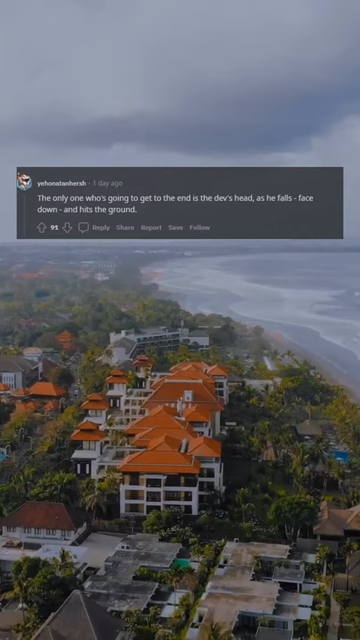 yehonatanhersh · 1 day ago
The only one who's going to get to the end is the dev's head, as he falls - face
down - and hits the ground.
91 Reply Share Report Save Follow